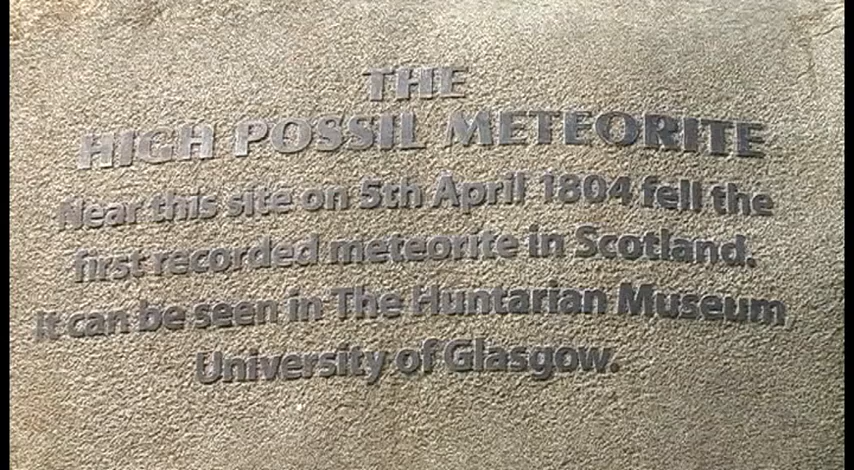 THE
HIGH POSSIL METEORITE
Near this site on 5th April 1804 fell the
first recorded meteorite in Scotland.
It can be seen in The Huntarian Museum
University of Glasgow.